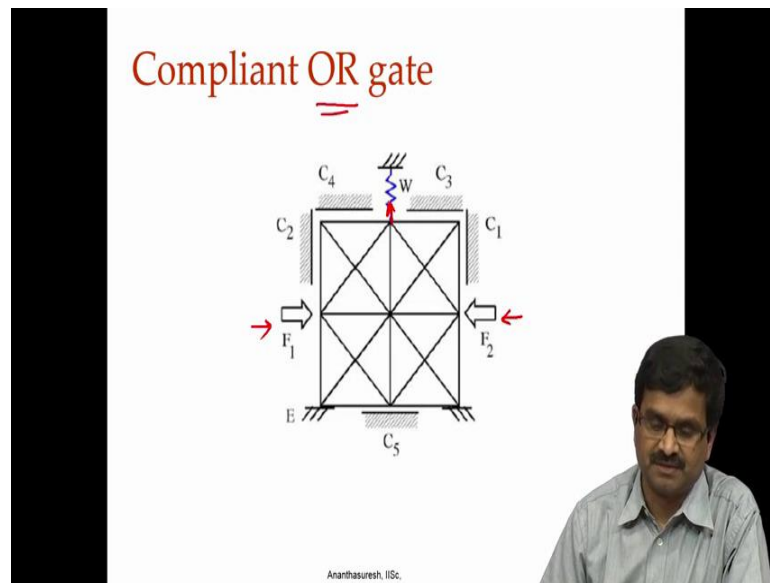 Compliant OR gate
C4 W C3
C2 C1
F1 F2
E
C5
Ananthasuresh, IISc,